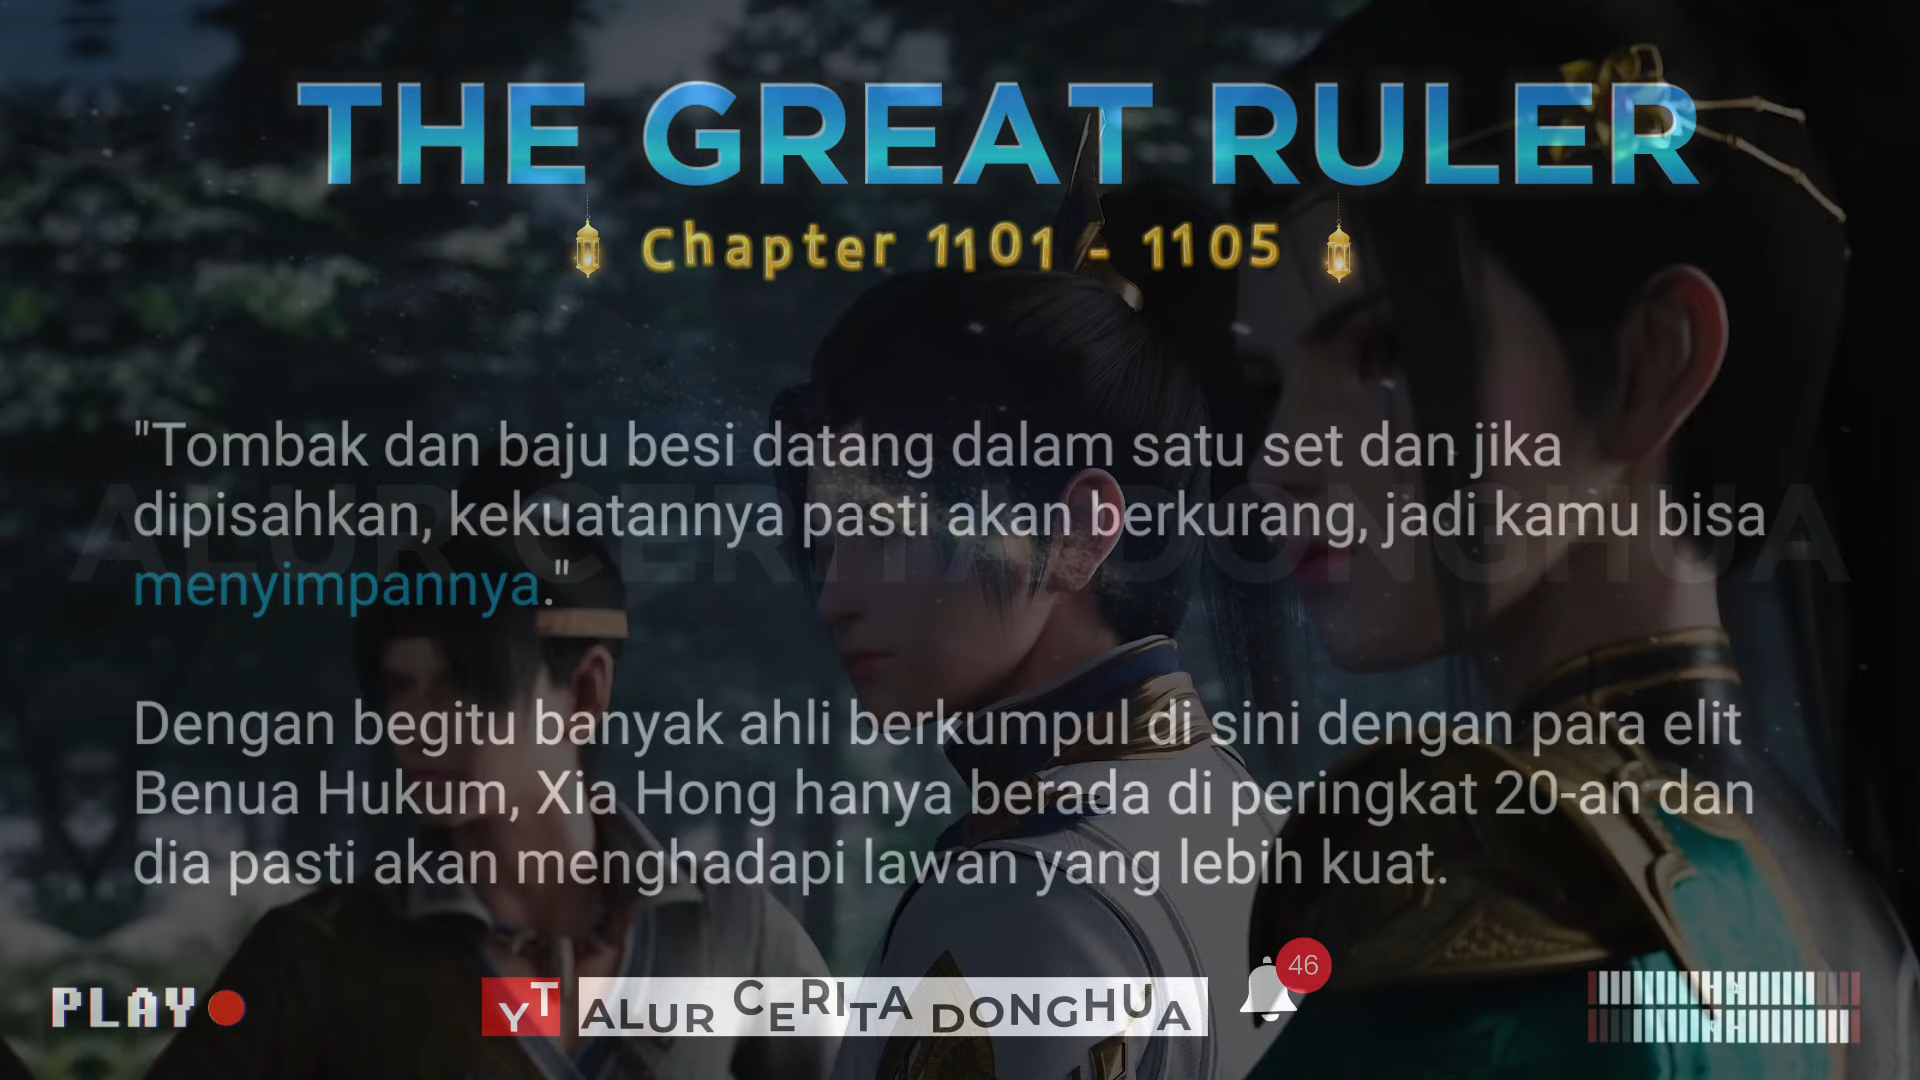 THE GREAT RULER
Chapter 1101 - 1105
"Tombak dan baju besi datang dalam satu set dan jika
dipisahkan, kekuatannya pasti akan berkurang, jadi kamu bisa
ALUR CERITA DONGHUA
menyimpannya."
Dengan begitu banyak ahli berkumpul di sini dengan para elit
Benua Hukum, Xia Hong hanya berada di peringkat 20-an dan
dia pasti akan menghadapi lawan yang lebih kuat.
PLAY
YT ALUR CERITA DONGHUA
46